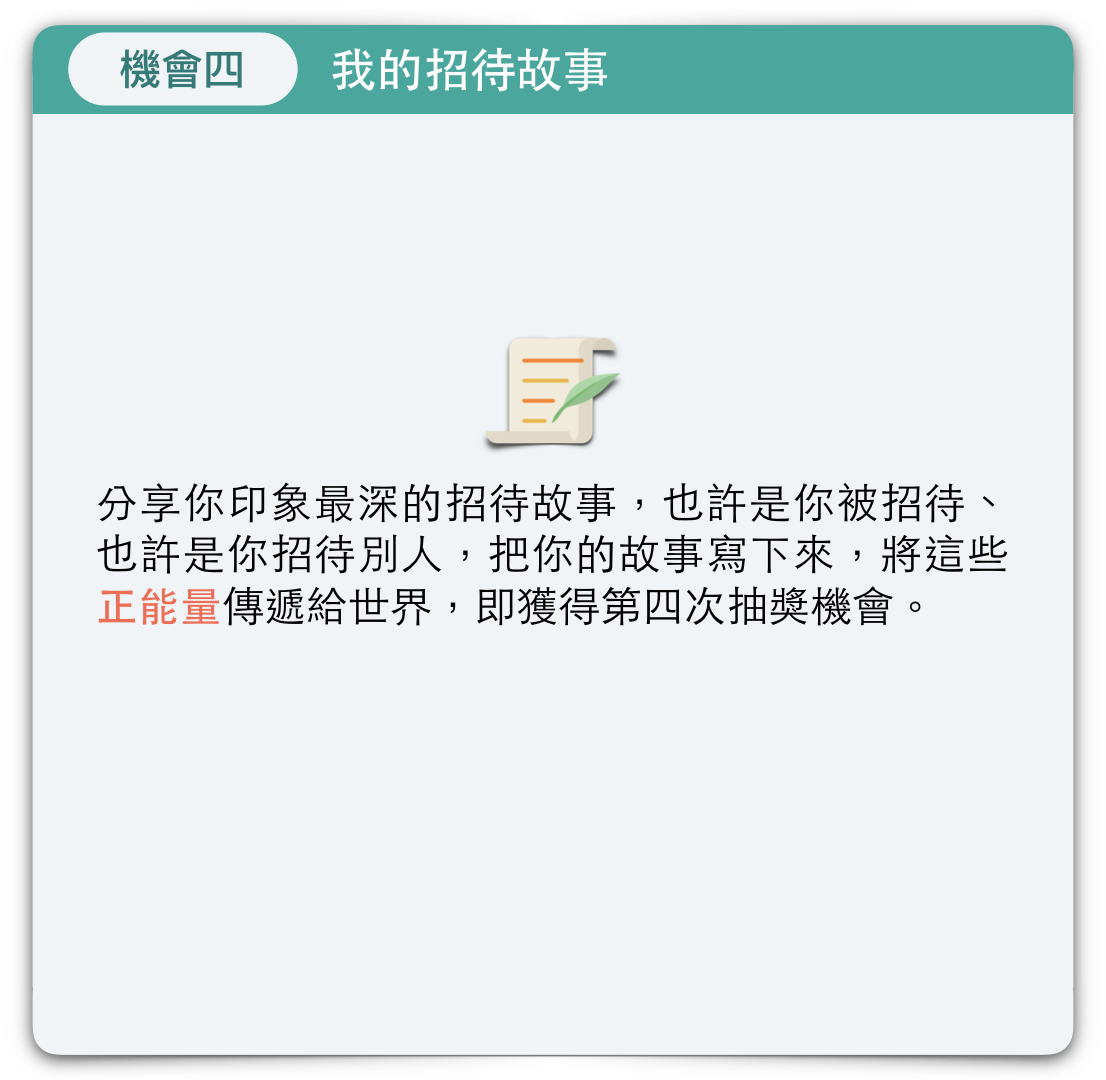 機會四 我的招待故事
分享你印象最深的招待故事，也許是你被招待、
也許是你招待別人，把你的故事寫下來，將這些
正能量傳遞給世界，即獲得第四次抽獎機會。